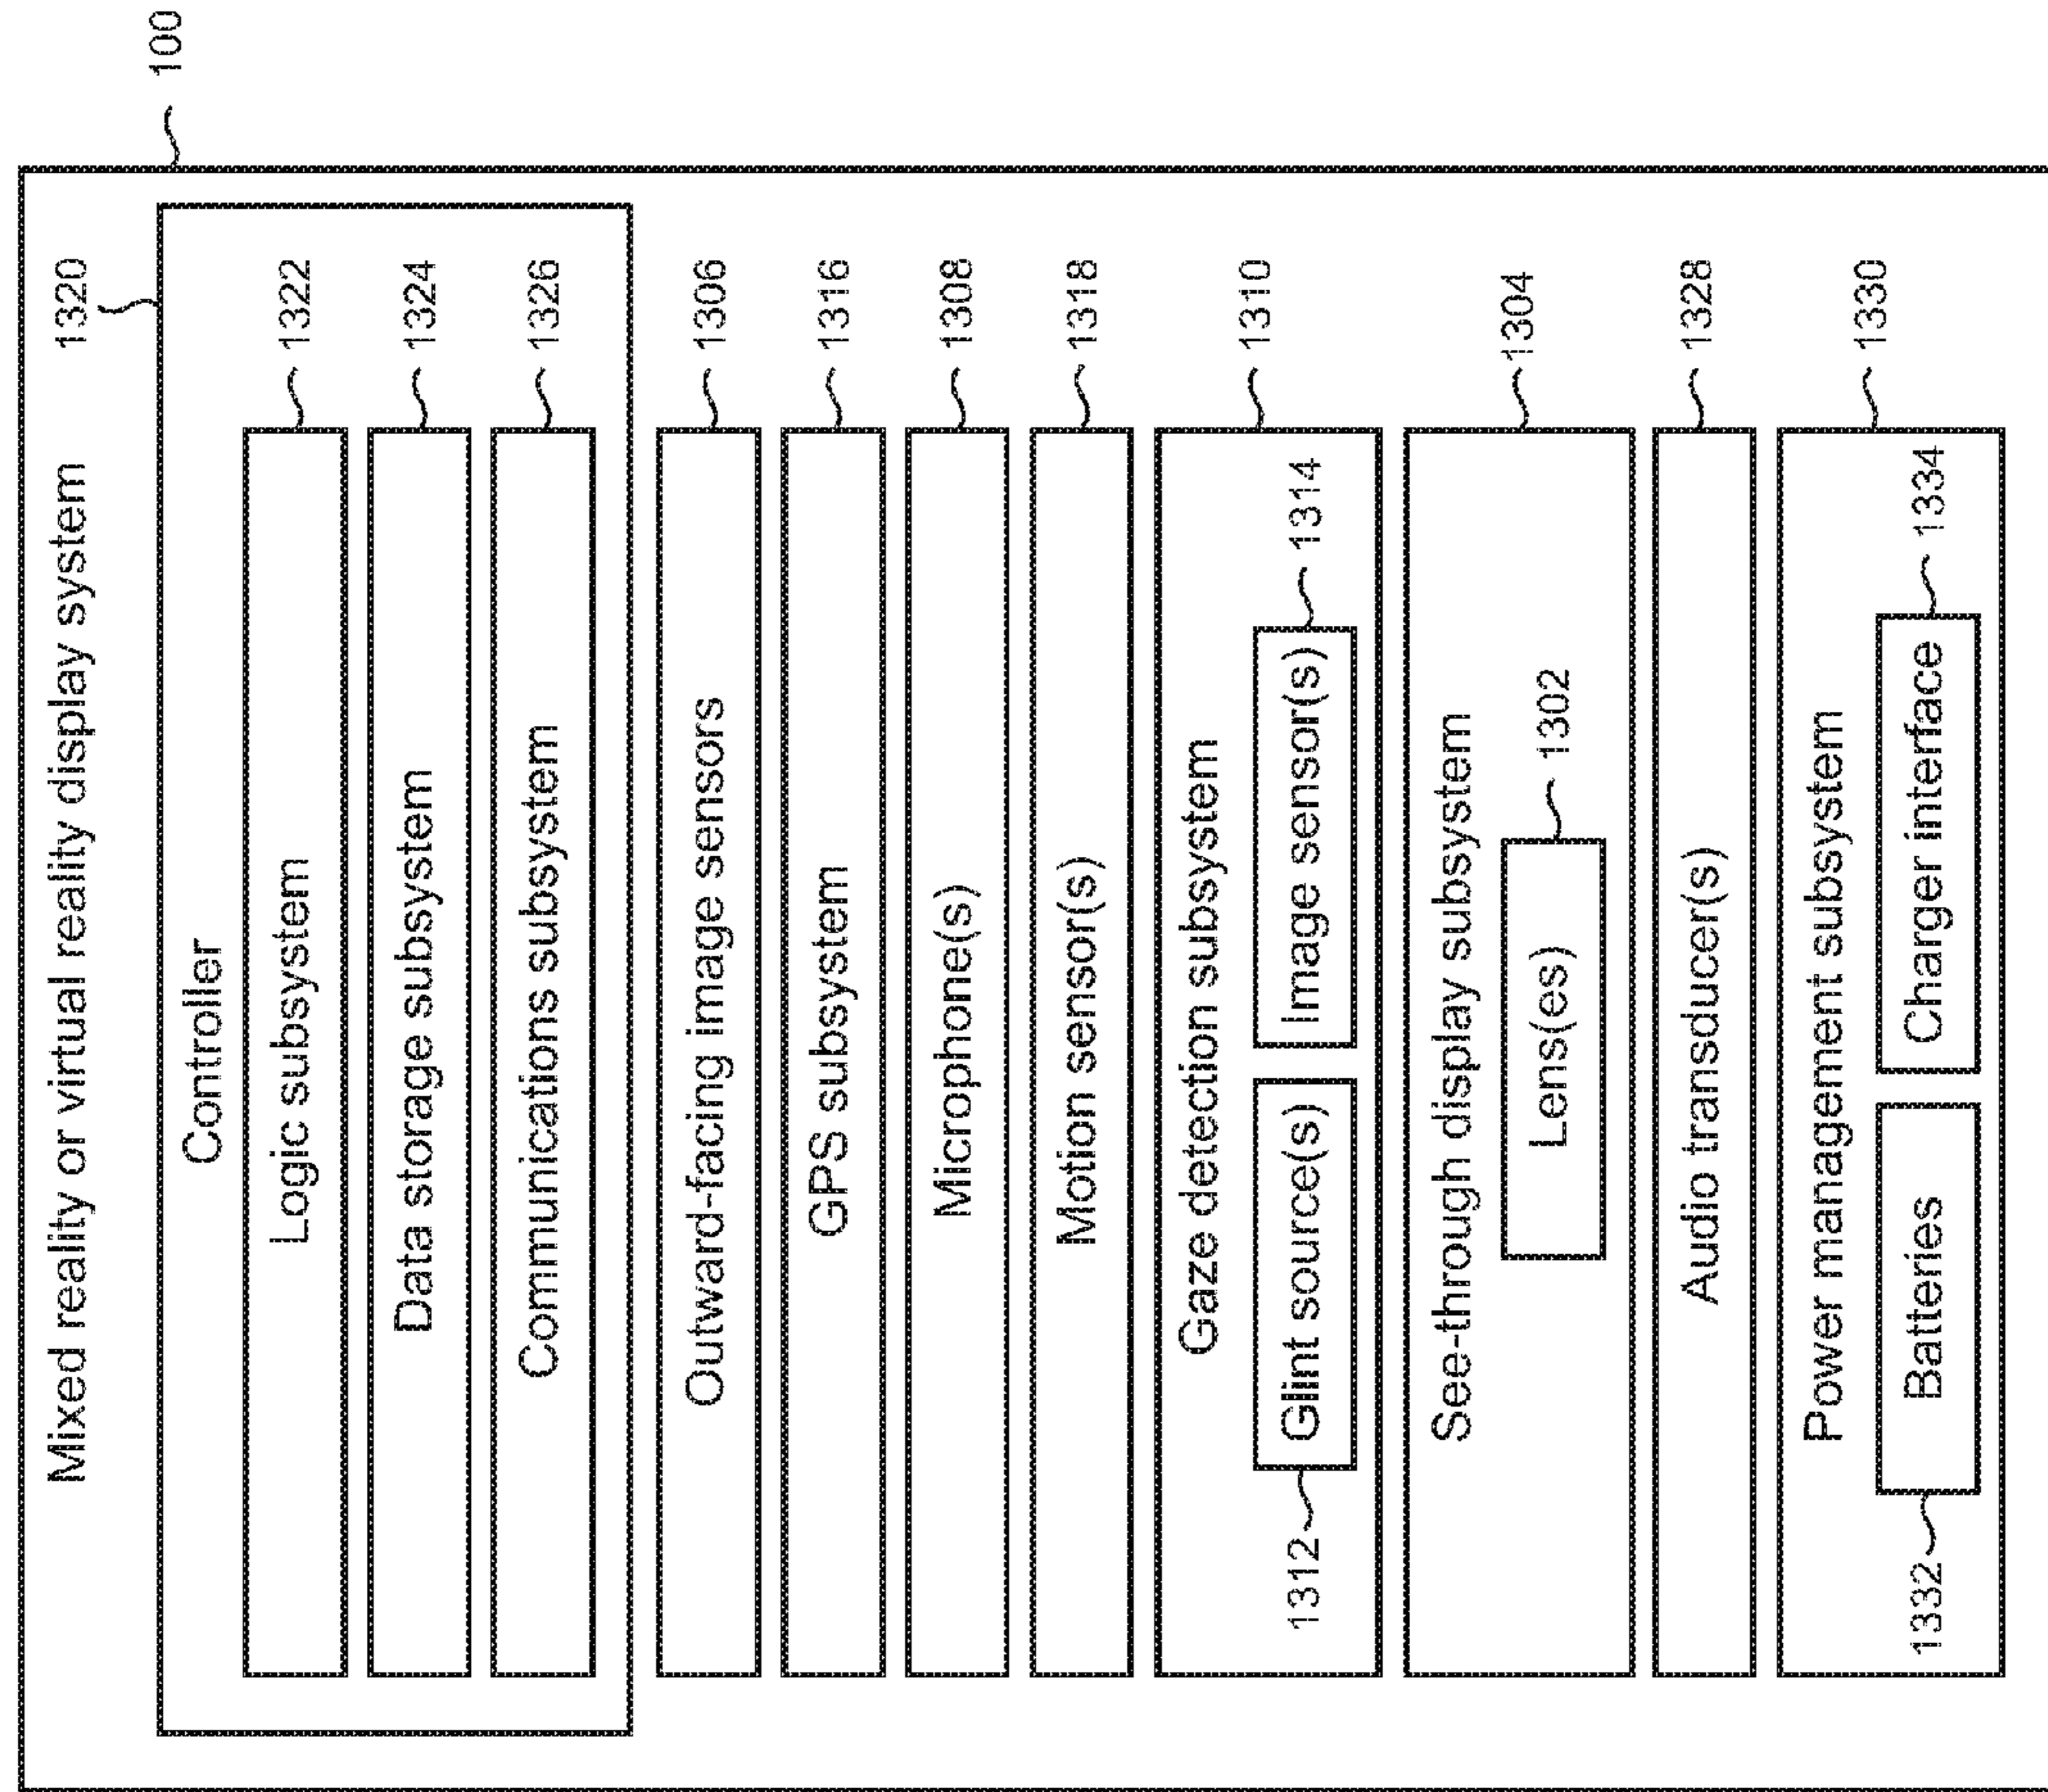 100
Mixed reality or virtual reality display system
1320
Controller
Logic subsystem
1322
Data storage subsystem
1324
Communications subsystem
1326
Outward-facing image sensors
1306
GPS subsystem
1316
Microphone(s)
1308
Motion sensor(s)
1318
Gaze detection subsystem
1310
1312
Glint source(s)
Image sensor(s)
1314
See-through display subsystem
1304
Lens(es)
1302
Audio transducer(s)
1328
Power management subsystem
1330
1332
Batteries
Charger interface
1334